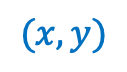 (x, y)